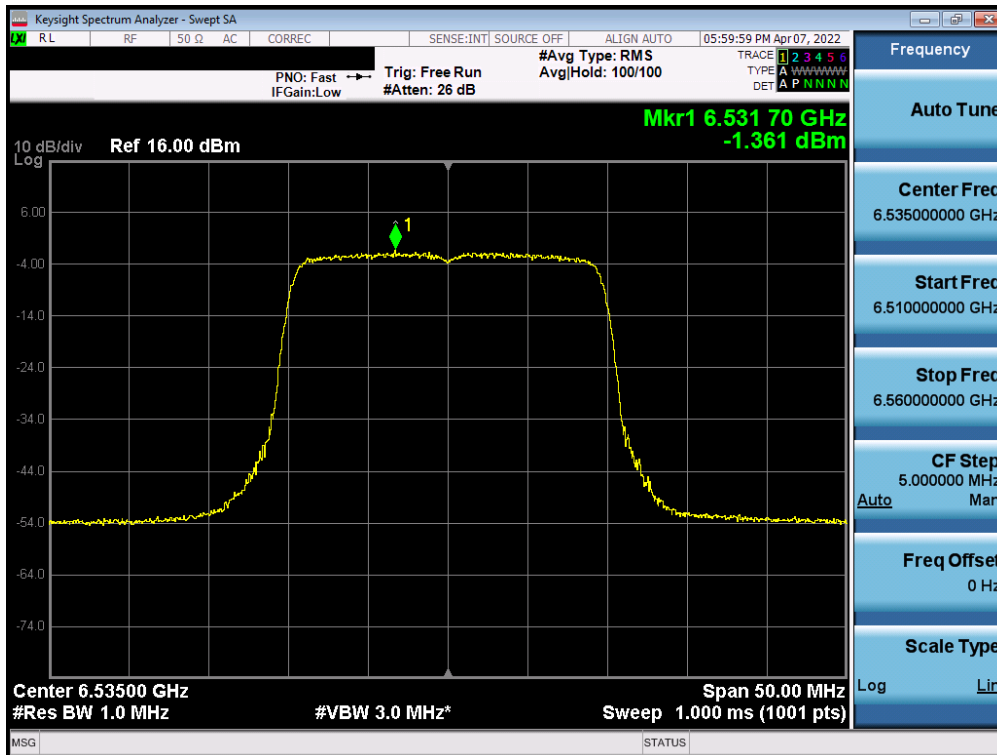 Keysight Spectrum Analyzer - Swept SA
LXI RL RF 50 Ω AC CORREC SENSE:INT SOURCE OFF ALIGN AUTO 05:59:59 PM Apr 07, 2022
PNO: Fast
IFGain:Low
Trig: Free Run
#Atten: 26 dB
#Avg Type: RMS
Avg|Hold: 100/100
TRACE 1 2 3 4 5 6
TYPE A WWWWW
DET A P N N N N
Mkr1 6.531 70 GHz
-1.361 dBm
10 dB/div Ref 16.00 dBm
Log
6.00
1
-4.00
-14.0
-24.0
-34.0
-44.0
-54.0
-64.0
-74.0
Center 6.53500 GHz Span 50.00 MHz
#Res BW 1.0 MHz #VBW 3.0 MHz* Sweep 1.000 ms (1001 pts)
MSG STATUS
Frequency
Auto Tune
Center Freq
6.535000000 GHz
Start Freq
6.510000000 GHz
Stop Freq
6.560000000 GHz
CF Step
5.000000 MHz
Auto Man
Freq Offset
0 Hz
Scale Type
Log Lin